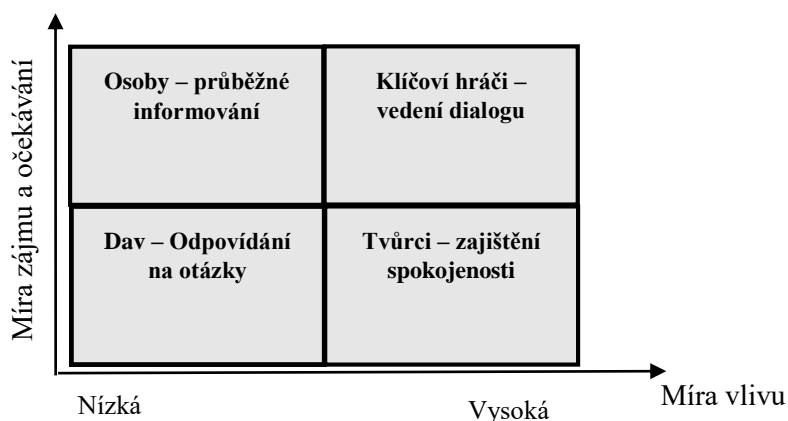 Míra zájmu a očekávání
Osoby – průběžné
informování
Klíčoví hráči –
vedení dialogu
Dav – Odpovídání
na otázky
Tvůrci – zajištění
spokojenosti
Nízká
Vysoká
Míra vlivu